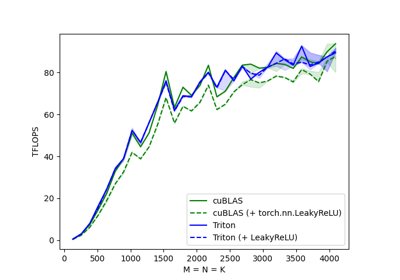 80
60
40
20
0
TFLOPS
cuBLAS
cuBLAS (+ torch.nn.LeakyReLU)
Triton
Triton (+ LeakyReLU)
0 500 1000 1500 2000 2500 3000 3500 4000
M = N = K